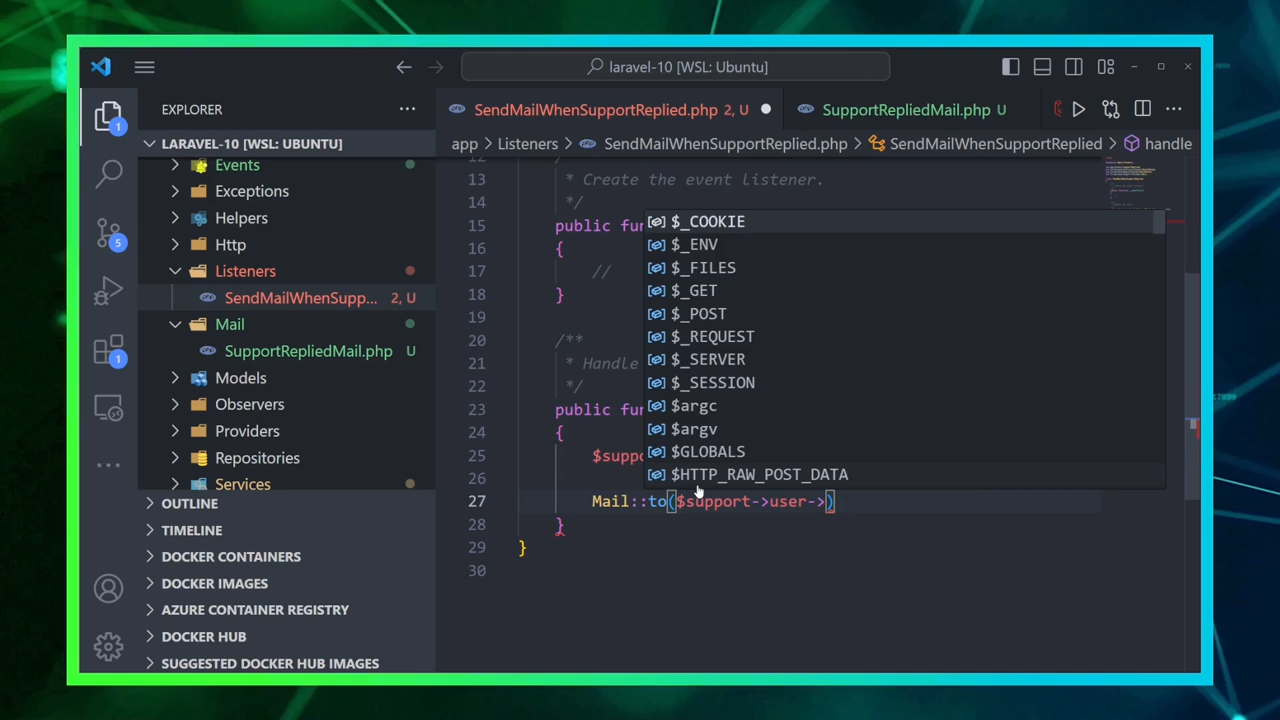 laravel-10 [WSL: Ubuntu]
EXPLORER
SendMailWhenSupportReplied.php 2, U
SupportRepliedMail.php U
LARAVEL-10 [WSL: UBUNTU]
app > Listeners > SendMailWhenSupportReplied.php > SendMailWhenSupportReplied > handle
1
Events
Exceptions
Helpers
Http
Listeners
SendMailWhenSupp... 2, U
Mail
SupportRepliedMail.php U
Models
Observers
Providers
Repositories
Services
5
1
OUTLINE
TIMELINE
DOCKER CONTAINERS
DOCKER IMAGES
AZURE CONTAINER REGISTRY
DOCKER HUB
SUGGESTED DOCKER HUB IMAGES
12 /
13 * Create the event listener.
14 */
15 public fun
16 {
17 //
18 }
19
20 /**
21 * Handle
22 */
23 public fun
24 {
25 $suppo
26
27 Mail::to($support->user->)
28 }
29 }
30
$_COOKIE
$_ENV
$_FILES
$_GET
$_POST
$_REQUEST
$_SERVER
$_SESSION
$argc
$argv
$GLOBALS
$HTTP_RAW_POST_DATA